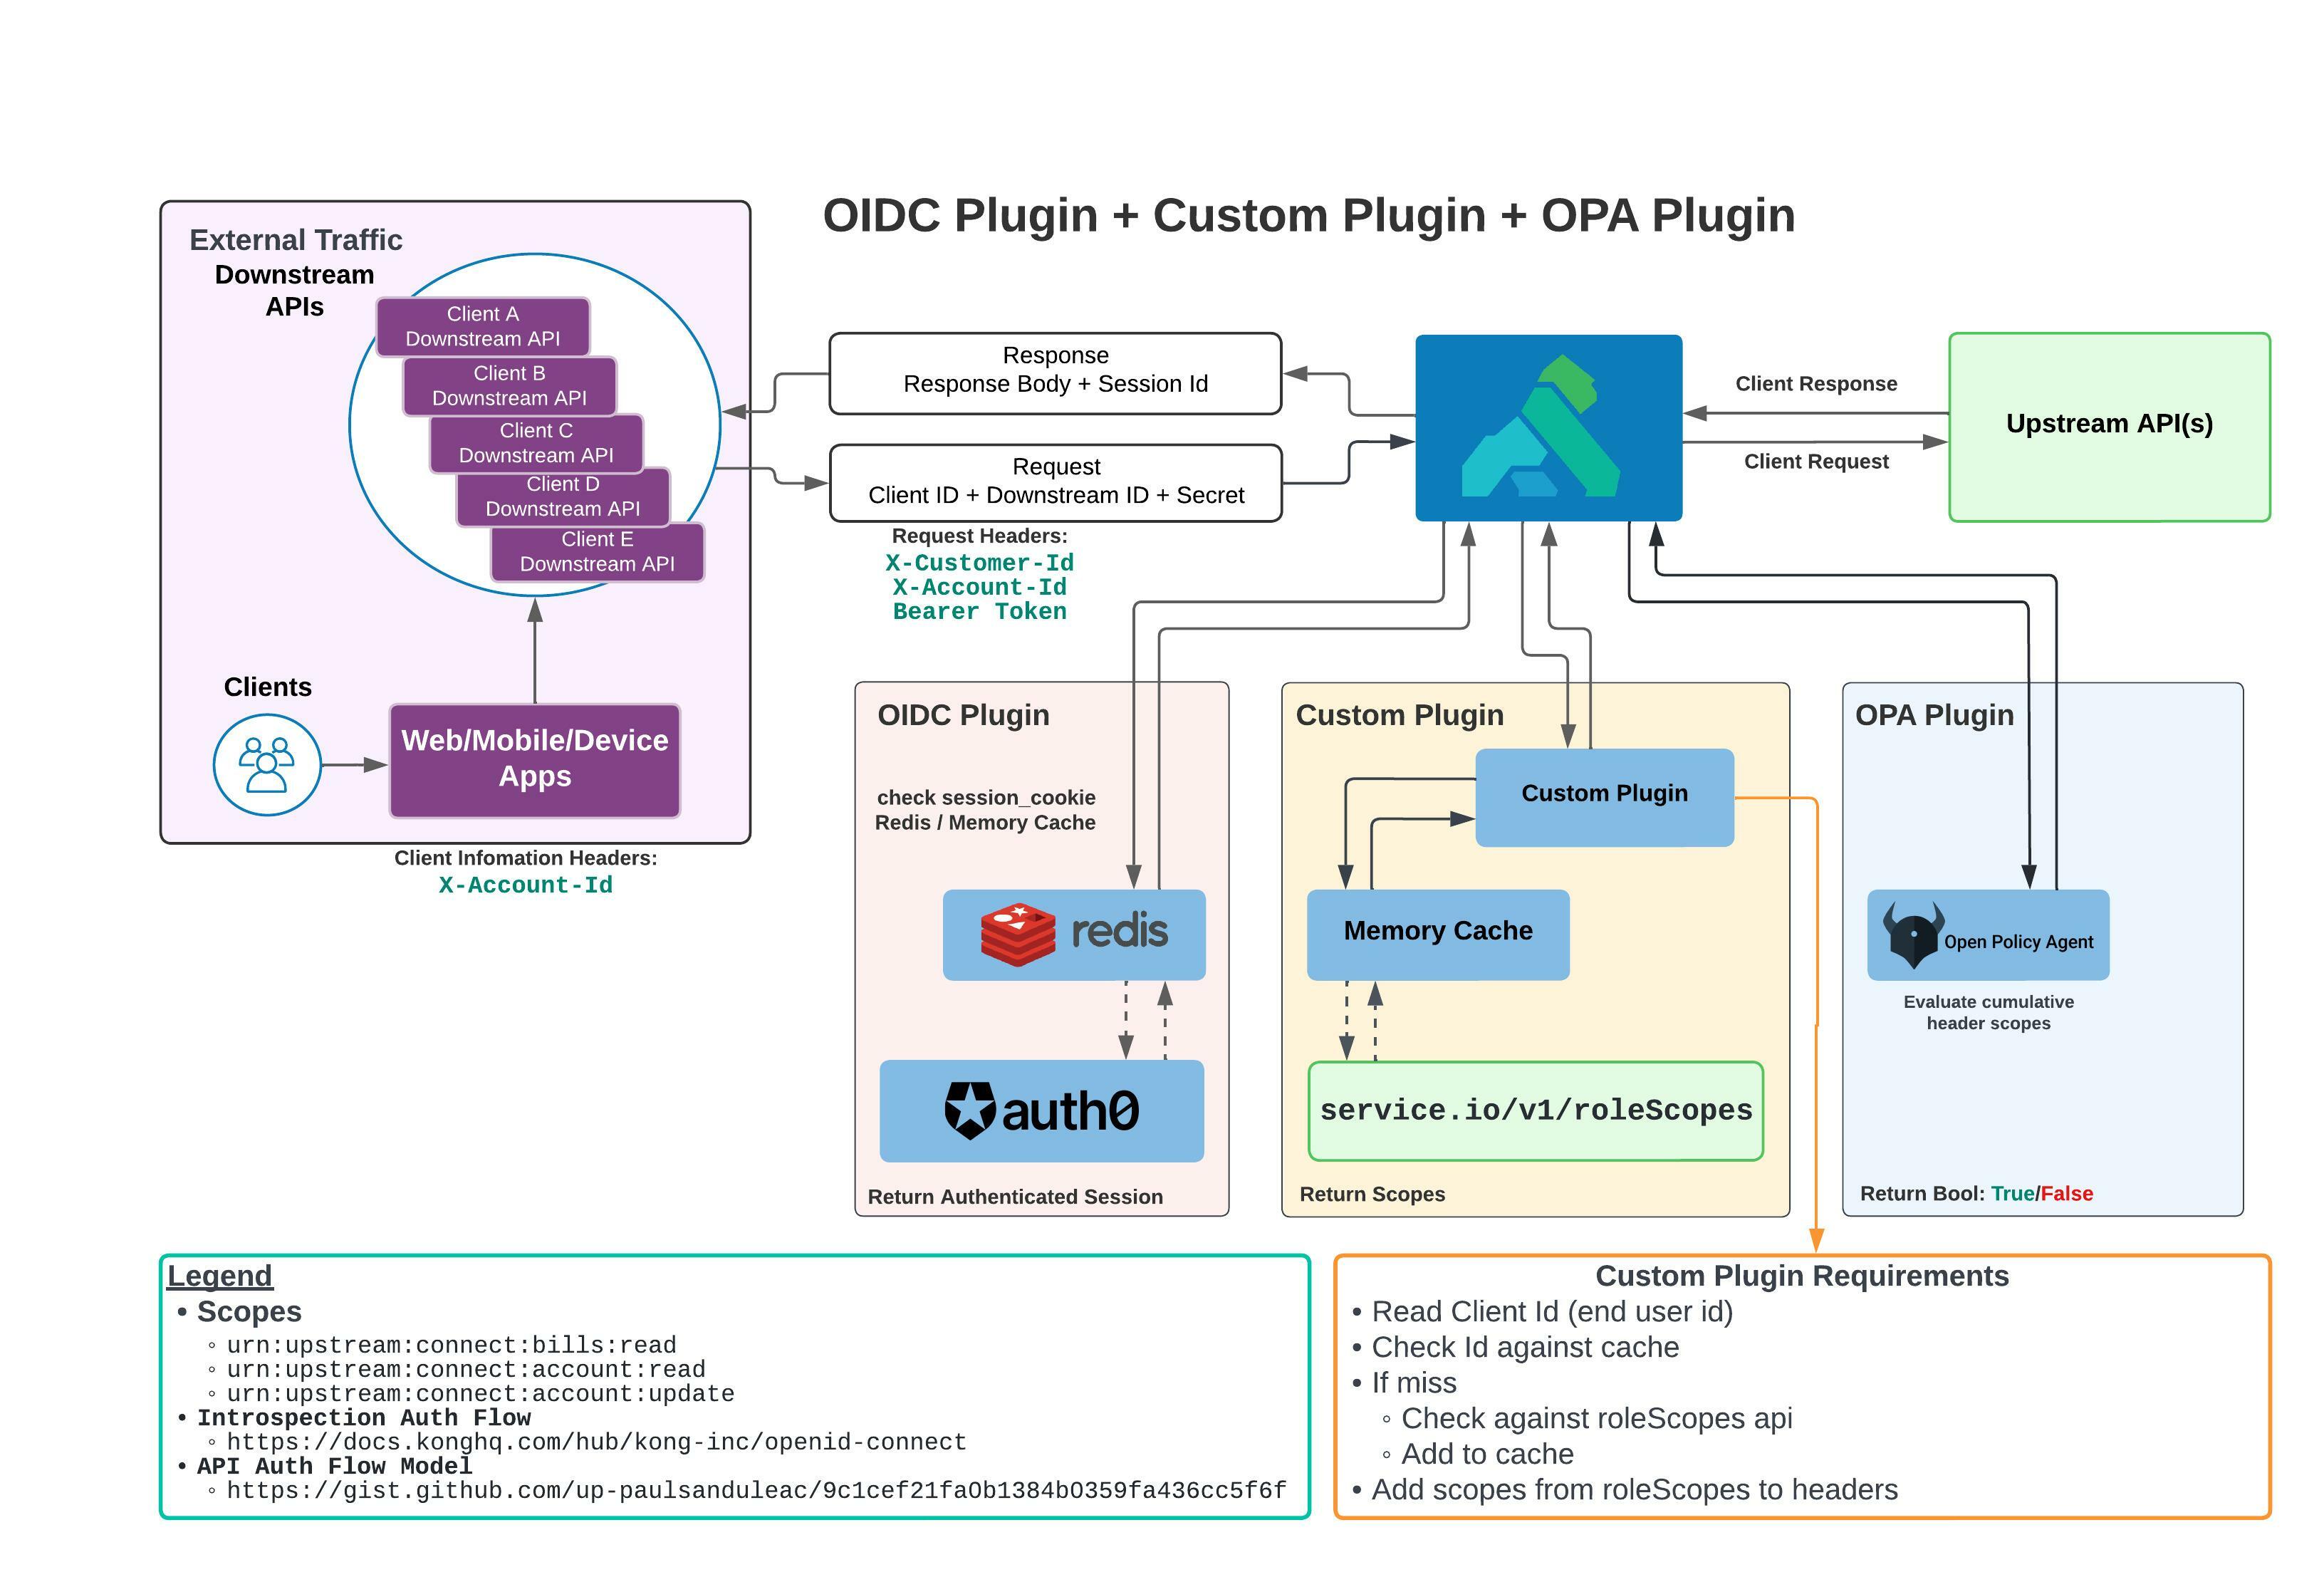 OIDC Plugin + Custom Plugin + OPA Plugin
External Traffic
Downstream
APIs
Client A
Downstream API
Client B
Downstream API
Client C
Downstream API
Client D
Downstream API
Client E
Downstream API
Clients
Web/Mobile/Device
Apps
Client Infomation Headers:
X-Account-Id
Response
Response Body + Session Id
Request
Client ID + Downstream ID + Secret
Request Headers:
X-Customer-Id
X-Account-Id
Bearer Token
Client Response
Client Request
Upstream API(s)
OIDC Plugin
check session_cookie
Redis / Memory Cache
redis
auth0
Return Authenticated Session
Custom Plugin
Custom Plugin
Memory Cache
service.io/v1/roleScopes
Return Scopes
OPA Plugin
Open Policy Agent
Evaluate cumulative
header scopes
Return Bool: True/False
Legend
• Scopes
◦ urn:upstream:connect:bills:read
◦ urn:upstream:connect:account:read
◦ urn:upstream:connect:account:update
• Introspection Auth Flow
◦ https://docs.konghq.com/hub/kong-inc/openid-connect
• API Auth Flow Model
◦ https://gist.github.com/up-paulsanduleac/9c1cef21fa0b1384b0359fa436cc5f6f
Custom Plugin Requirements
• Read Client Id (end user id)
• Check Id against cache
• If miss
◦ Check against roleScopes api
◦ Add to cache
• Add scopes from roleScopes to headers